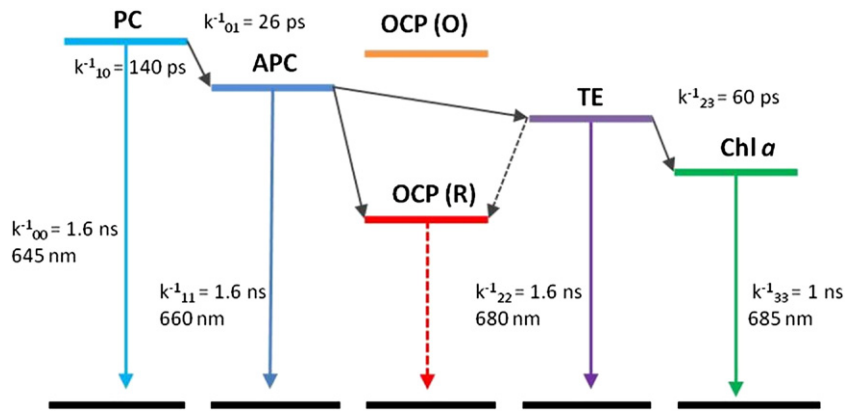 PC
k⁻¹₀₁ = 26 ps
OCP (O)
k⁻¹₁₀ = 140 ps
APC
TE
k⁻¹₂₃ = 60 ps
Chl a
OCP (R)
k⁻¹₀₀ = 1.6 ns
645 nm
k⁻¹₁₁ = 1.6 ns
660 nm
k⁻¹₂₂ = 1.6 ns
680 nm
k⁻¹₃₃ = 1 ns
685 nm